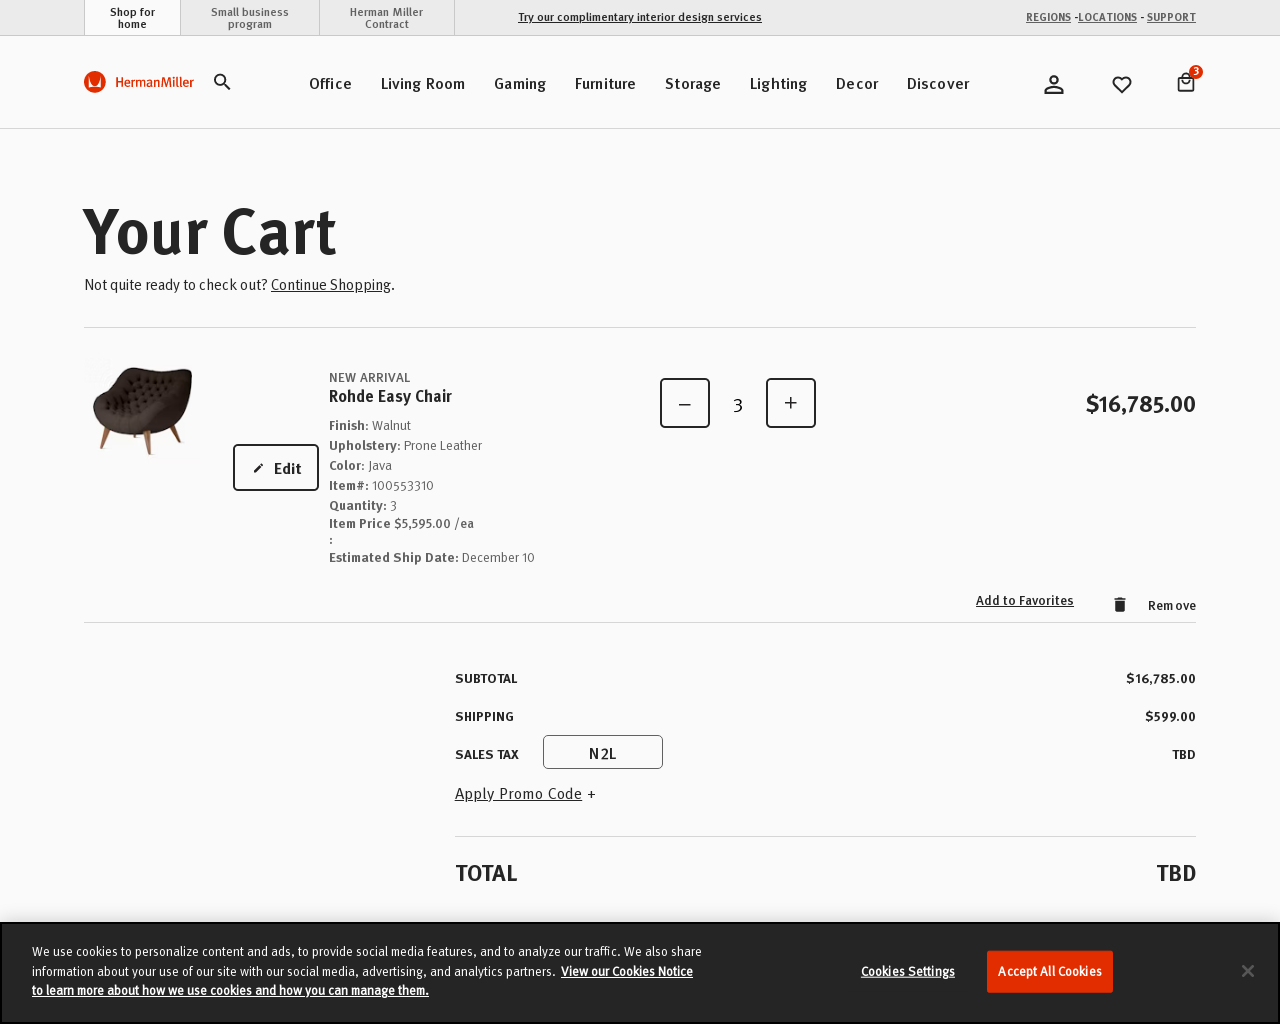 Shop for home
Small business program
Herman Miller Contract
Try our complimentary interior design services
REGIONS -LOCATIONS - SUPPORT
HermanMiller
Office
Living Room
Gaming
Furniture
Storage
Lighting
Decor
Discover
3
Your Cart
Not quite ready to check out? Continue Shopping.
NEW ARRIVAL
Rohde Easy Chair
Finish: Walnut
Upholstery: Prone Leather
Color: Java
Item#: 100553310
Quantity: 3
Item Price $5,595.00 /ea
:
Estimated Ship Date: December 10
Edit
– 3 +
$16,785.00
Add to Favorites
Remove
SUBTOTAL $16,785.00
SHIPPING $599.00
SALES TAX N2L TBD
Apply Promo Code +
TOTAL TBD
We use cookies to personalize content and ads, to provide social media features, and to analyze our traffic. We also share
information about your use of our site with our social media, advertising, and analytics partners. View our Cookies Notice
to learn more about how we use cookies and how you can manage them.
Cookies Settings
Accept All Cookies